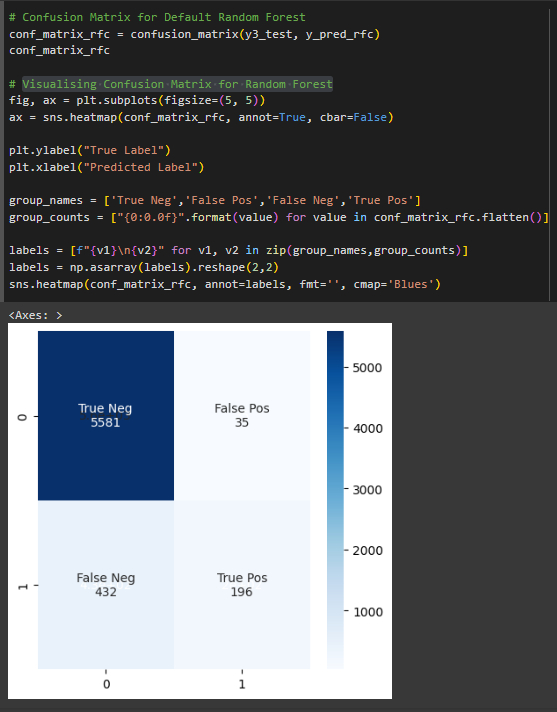 # Confusion Matrix for Default Random Forest
conf_matrix_rfc = confusion_matrix(y3_test, y_pred_rfc)
conf_matrix_rfc
# Visualising Confusion Matrix for Random Forest
fig, ax = plt.subplots(figsize=(5, 5))
ax = sns.heatmap(conf_matrix_rfc, annot=True, cbar=False)
plt.ylabel("True Label")
plt.xlabel("Predicted Label")
group_names = ['True Neg','False Pos','False Neg','True Pos']
group_counts = ["{0:0.0f}".format(value) for value in conf_matrix_rfc.flatten()]
labels = [f"{v1}\n{v2}" for v1, v2 in zip(group_names,group_counts)]
labels = np.asarray(labels).reshape(2,2)
sns.heatmap(conf_matrix_rfc, annot=labels, fmt='', cmap='Blues')
<Axes: >
True Neg
5581
False Pos
35
False Neg
432
True Pos
196
0
1
0
1
5000
4000
3000
2000
1000